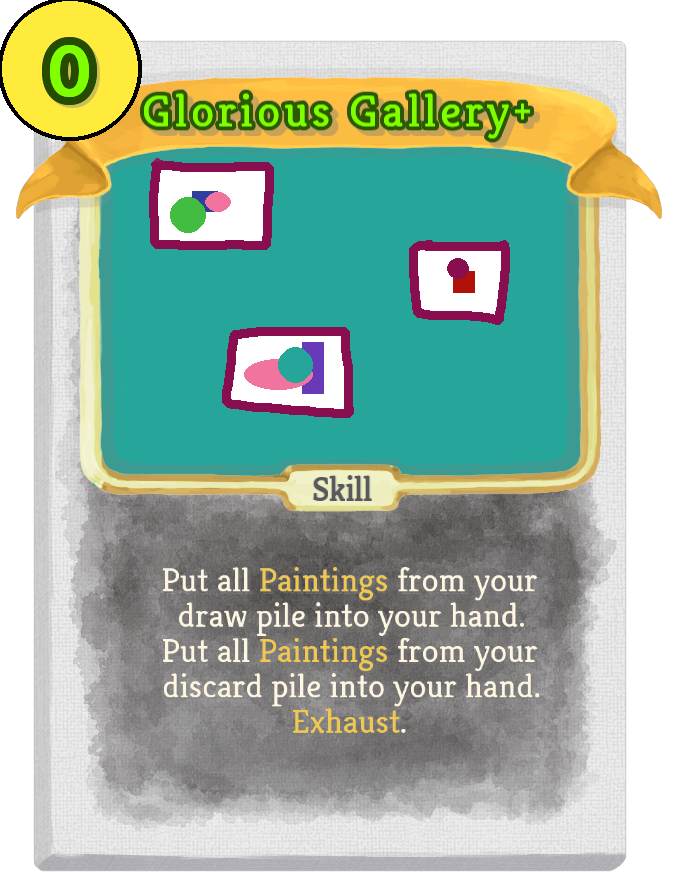 0
Glorious Gallery+
Skill
Put all Paintings from your
draw pile into your hand.
Put all Paintings from your
discard pile into your hand.
Exhaust.